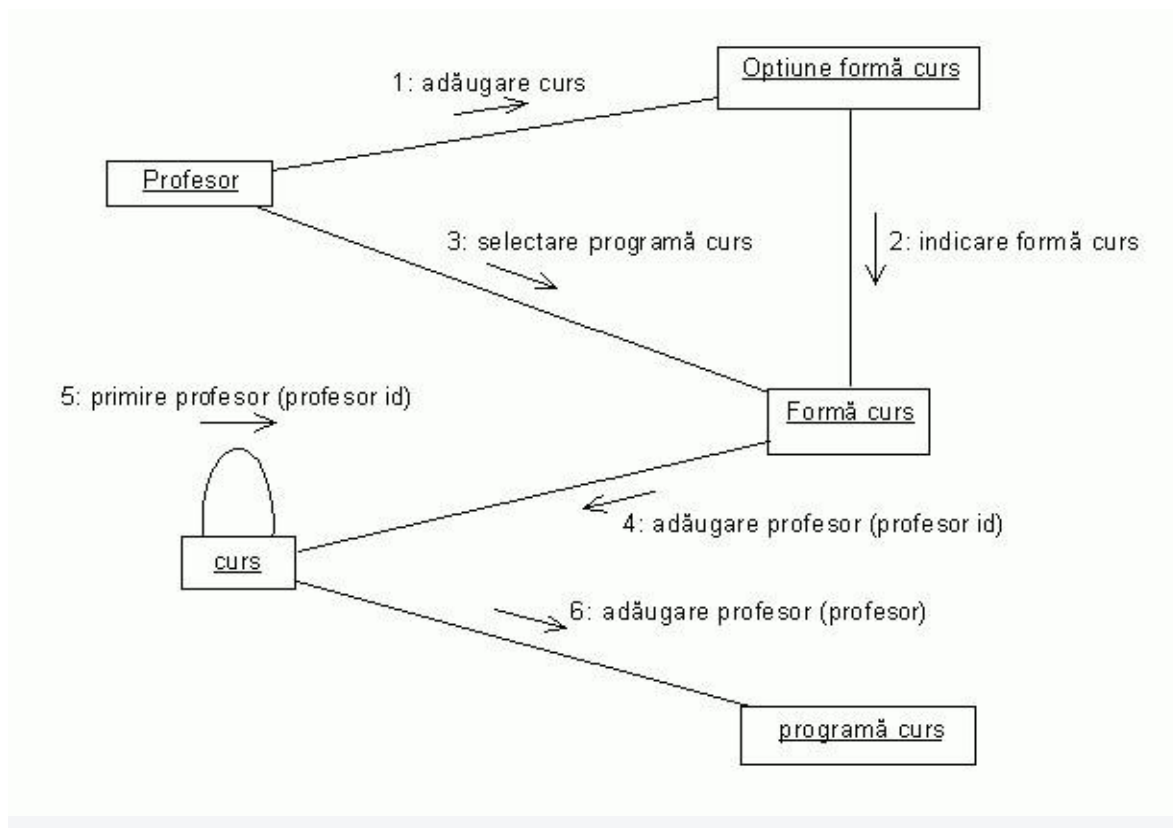 Optiune formă curs
1: adăugare curs
Profesor
3: selectare programă curs
2: indicare formă curs
5: primire profesor (profesor id)
Formă curs
4: adăugare profesor (profesor id)
curs
6: adăugare profesor (profesor)
programă curs